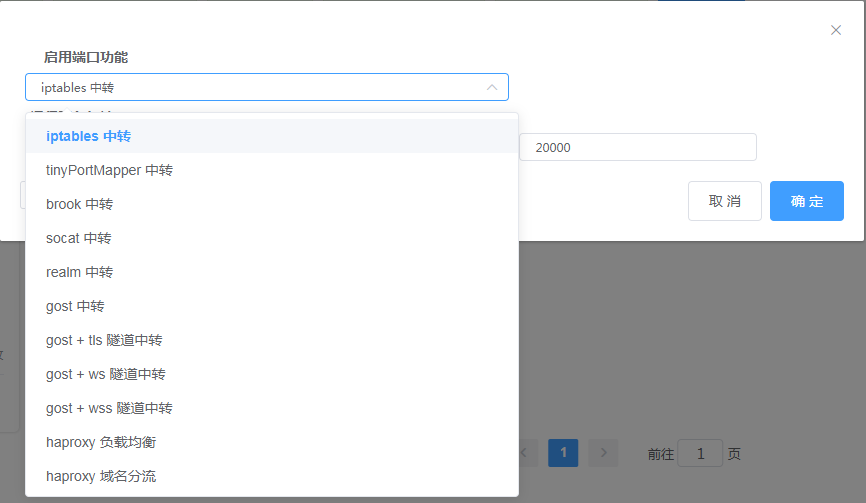 启用端口功能
iptables 中转
iptables 中转
20000
tinyPortMapper 中转
取 消
确 定
brook 中转
socat 中转
realm 中转
gost 中转
gost + tls 隧道中转
gost + ws 隧道中转
gost + wss 隧道中转
haproxy 负载均衡
1
前往 1 页
haproxy 域名分流